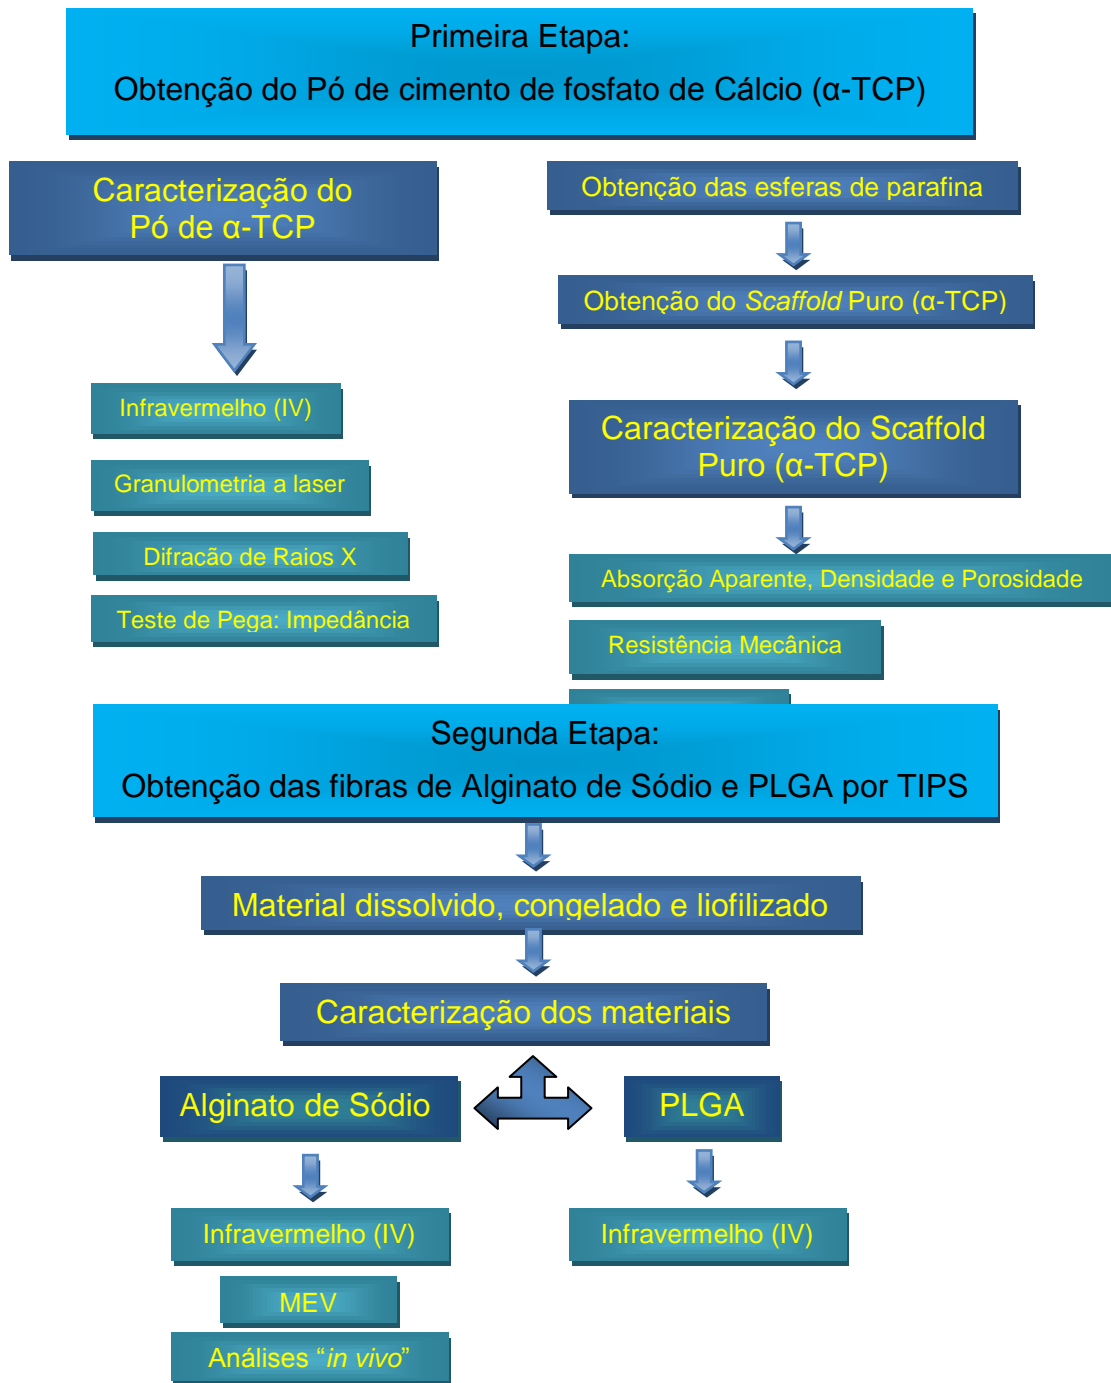 Primeira Etapa:
Obtenção do Pó de cimento de fosfato de Cálcio (α-TCP)
Caracterização do
Pó de α-TCP
Infravermelho (IV)
Granulometria a laser
Difração de Raios X
Teste de Pega: Impedância
Obtenção das esferas de parafina
Obtenção do Scaffold Puro (α-TCP)
Caracterização do Scaffold
Puro (α-TCP)
Absorção Aparente, Densidade e Porosidade
Resistência Mecânica
Segunda Etapa:
Obtenção das fibras de Alginato de Sódio e PLGA por TIPS
Material dissolvido, congelado e liofilizado
Caracterização dos materiais
Alginato de Sódio
PLGA
Infravermelho (IV)
MEV
Análises “in vivo”
Infravermelho (IV)